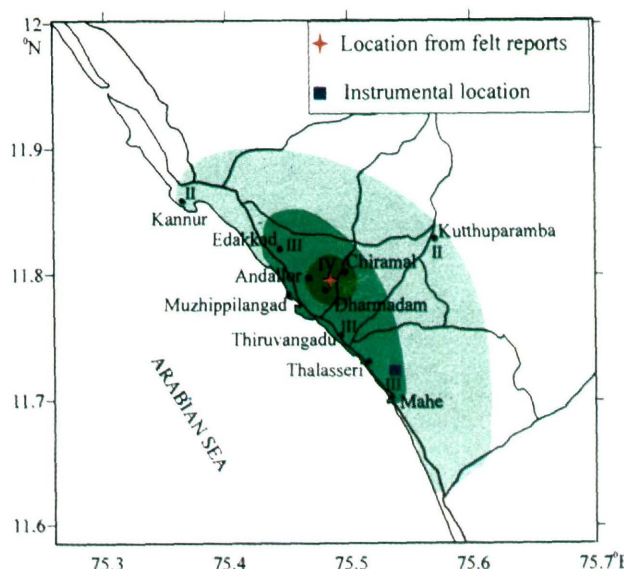 12
°N
Location from felt reports
Instrumental location
11.9
II
Kannur
Edakkad
III
Kutthuparamba
II
IV
Chiramal
11.8
Andallur
Muzhippilangad
Dharmadam
Thiruvangadu
III
Thalasseri
III
11.7
Mahe
ARABIAN SEA
11.6
75.3
75.4
75.5
75.6
75.7°E